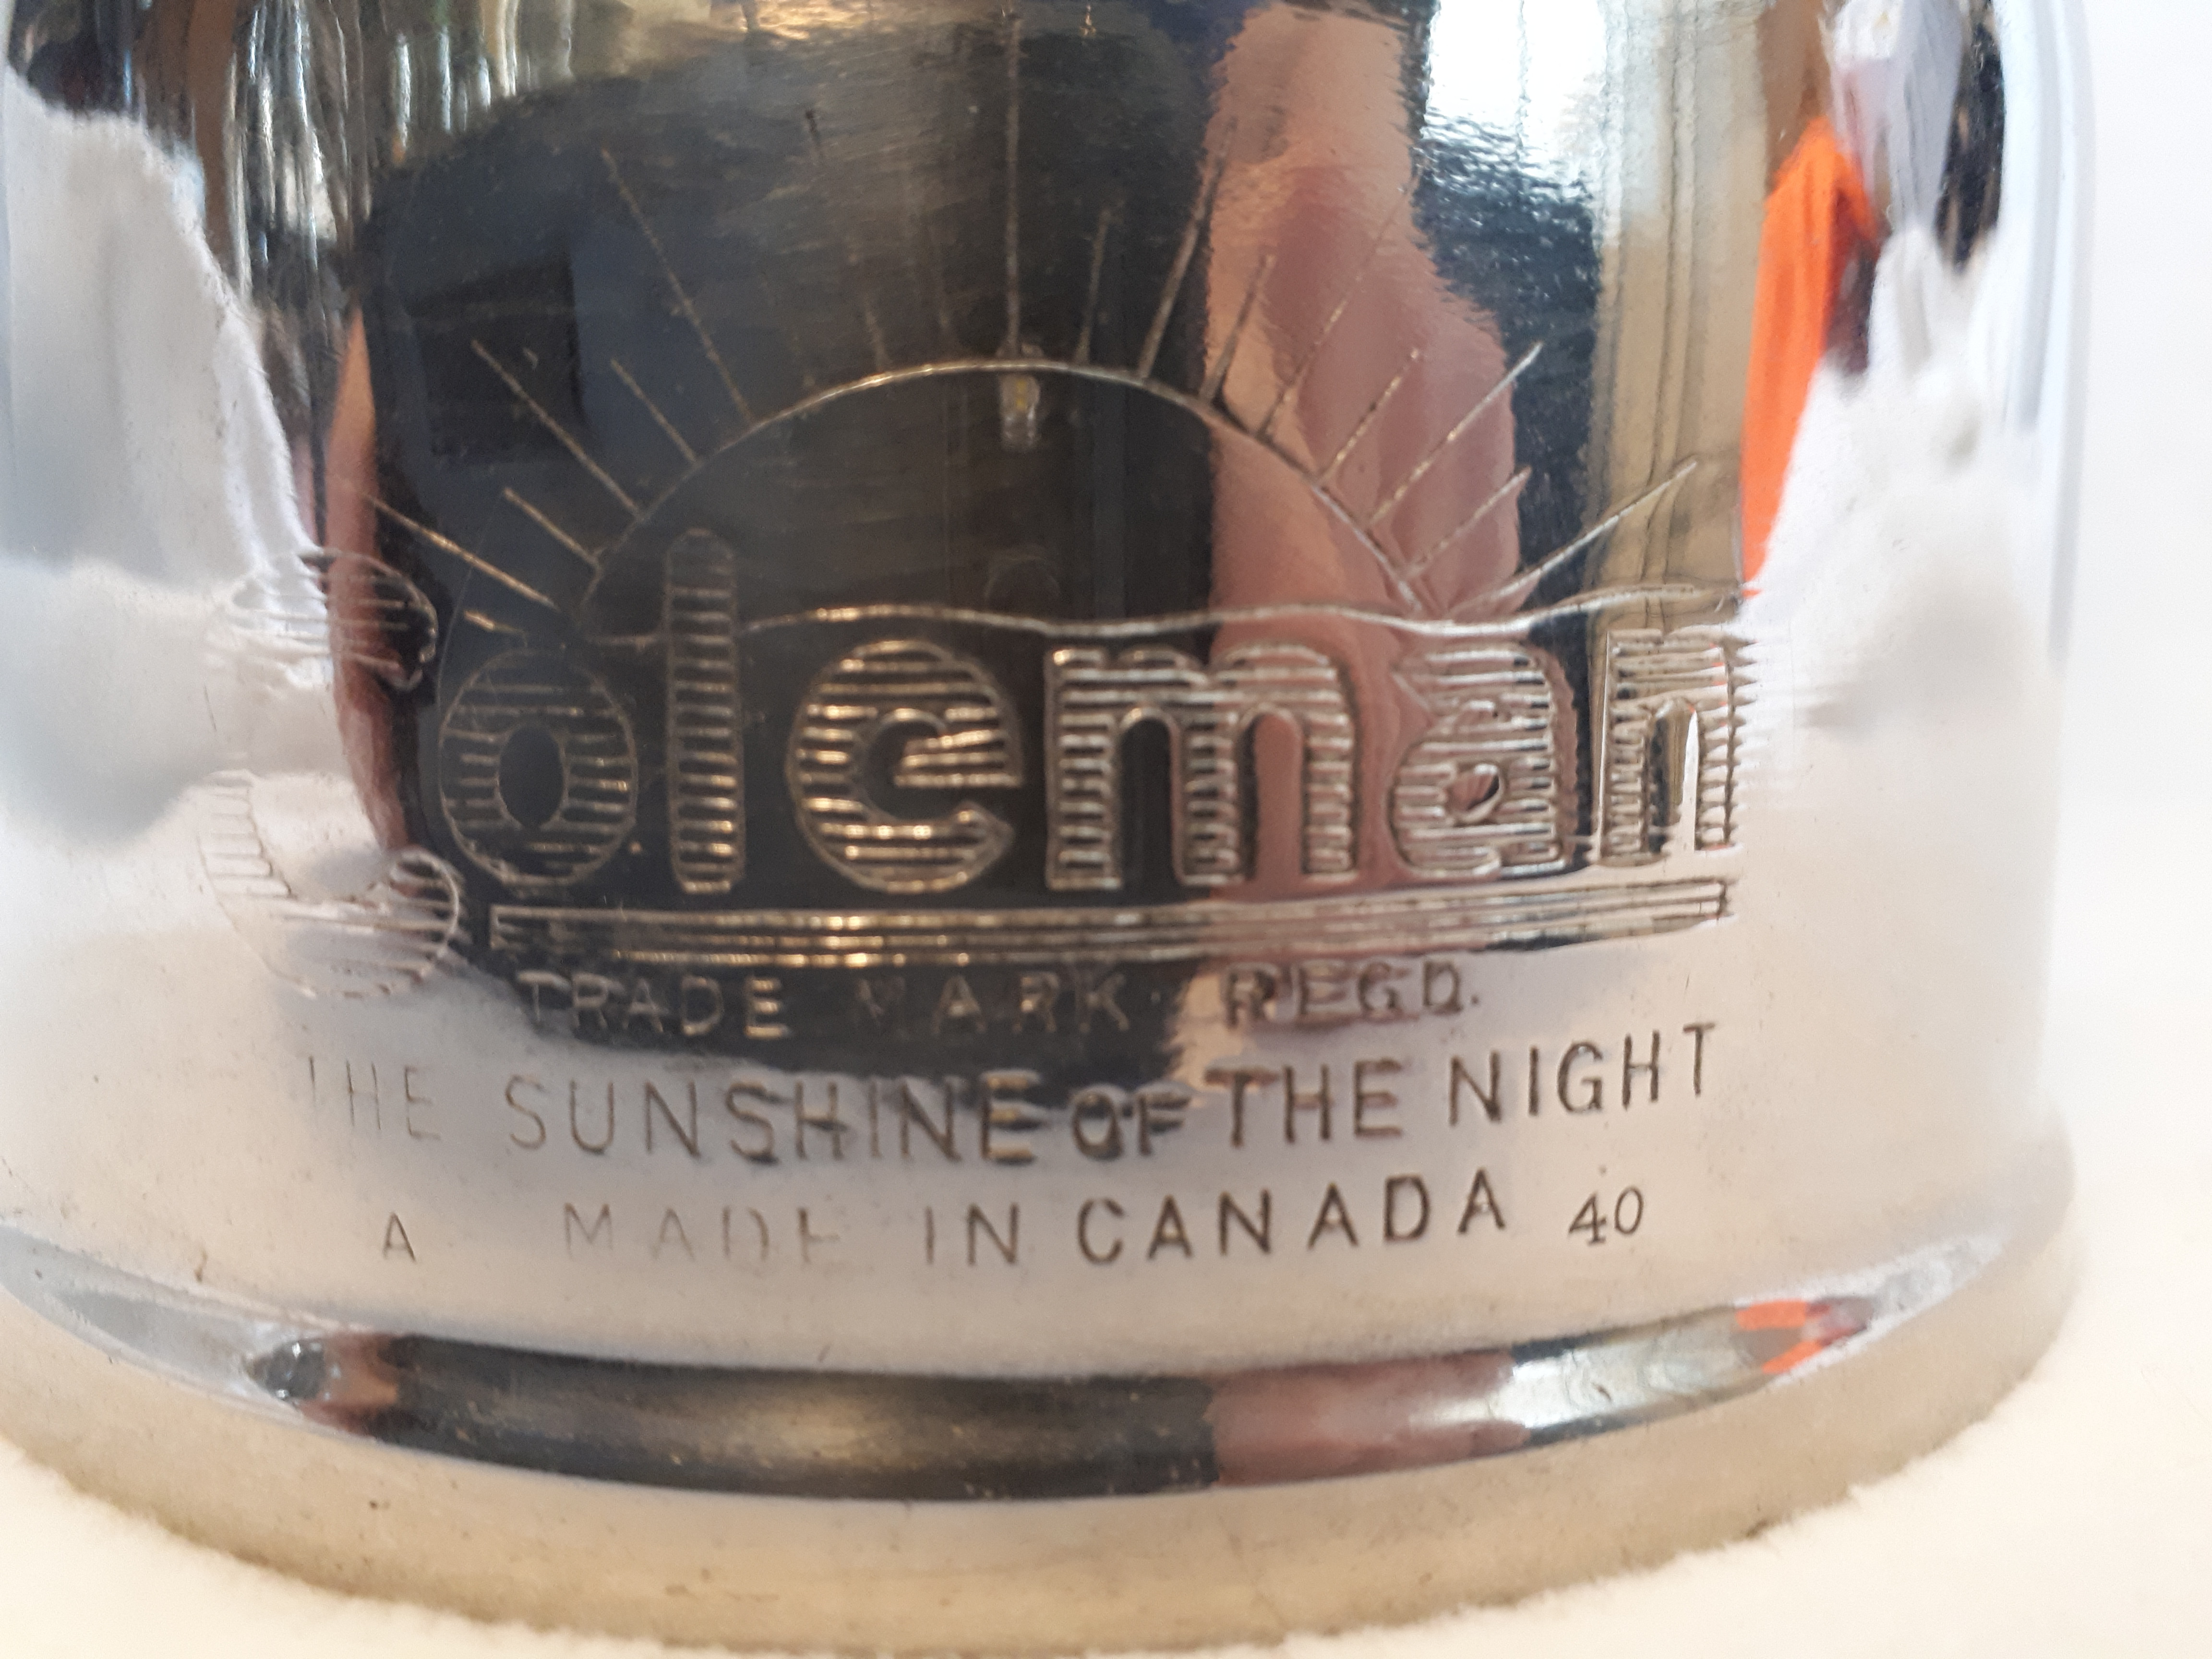 Coleman
TRADE MARK REGD.
THE SUNSHINE OF THE NIGHT
A MADE IN CANADA 40